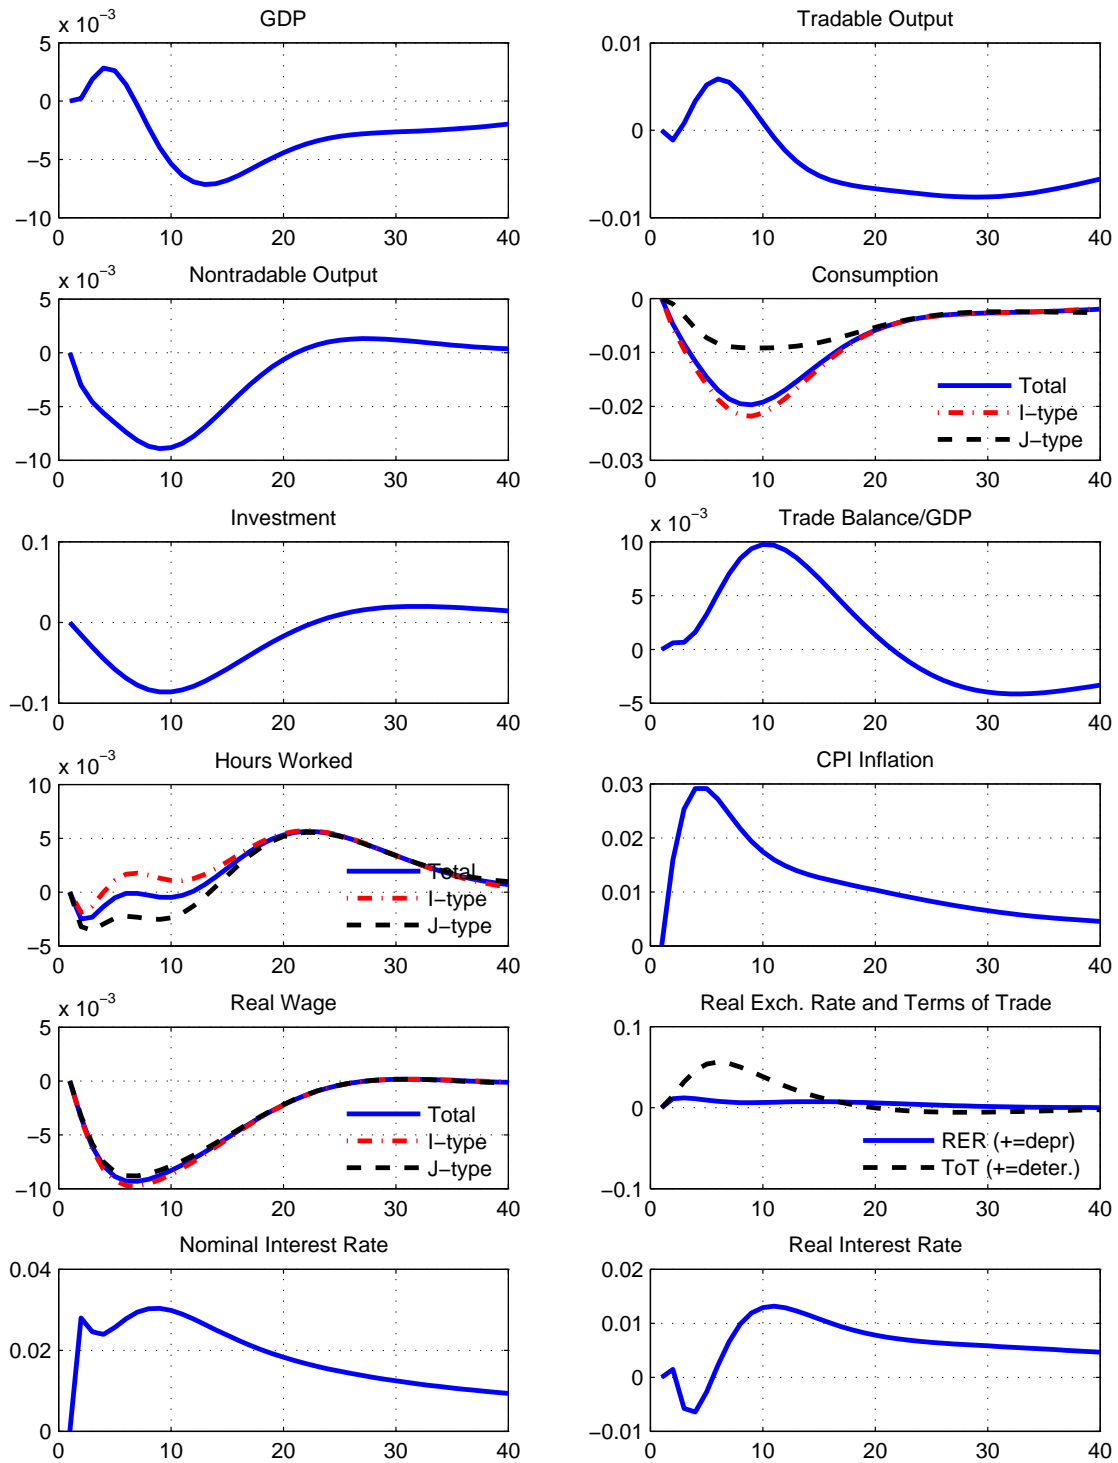 GDP
x 10−3
5
0
−5
−10
0 10 20 30 40
Tradable Output
0.01
0
−0.01
0 10 20 30 40
Nontradable Output
x 10−3
5
0
−5
−10
0 10 20 30 40
Consumption
0
−0.01
−0.02
−0.03
0 10 20 30 40
Total
I−type
J−type
Investment
0.1
0
−0.1
0 10 20 30 40
Trade Balance/GDP
x 10−3
10
5
0
−5
0 10 20 30 40
Hours Worked
x 10−3
10
5
0
−5
0 10 20 30 40
Total
I−type
J−type
CPI Inflation
0.03
0.02
0.01
0
0 10 20 30 40
Real Wage
x 10−3
5
0
−5
−10
0 10 20 30 40
Total
I−type
J−type
Real Exch. Rate and Terms of Trade
0.1
0
−0.1
0 10 20 30 40
RER (+=depr)
ToT (+=deter.)
Nominal Interest Rate
0.04
0.02
0
0 10 20 30 40
Real Interest Rate
0.02
0.01
0
−0.01
0 10 20 30 40